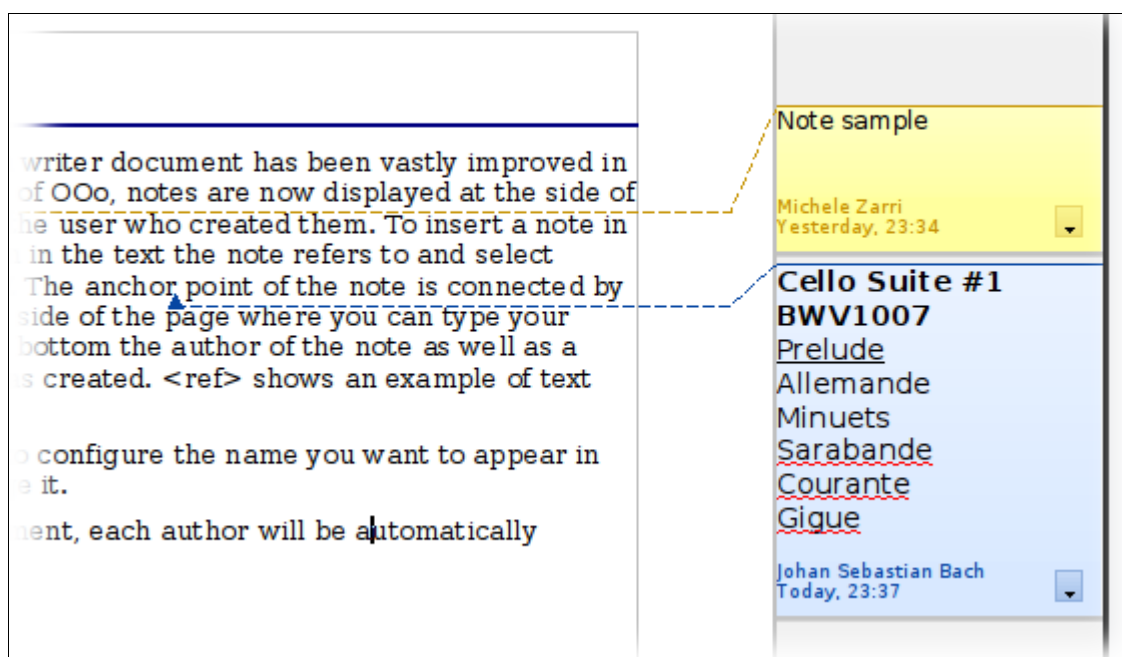 writer document has been vastly improved in
of OOo, notes are now displayed at the side of
he user who created them. To insert a note in
in the text the note refers to and select
The anchor point of the note is connected by
side of the page where you can type your
bottom the author of the note as well as a
s created. <ref> shows an example of text
configure the name you want to appear in
e it.
ment, each author will be automatically
Note sample
Michele Zarri
Yesterday, 23:34
Cello Suite #1
BWV1007
Prelude
Allemande
Minuets
Sarabande
Courante
Gigue
Johan Sebastian Bach
Today, 23:37